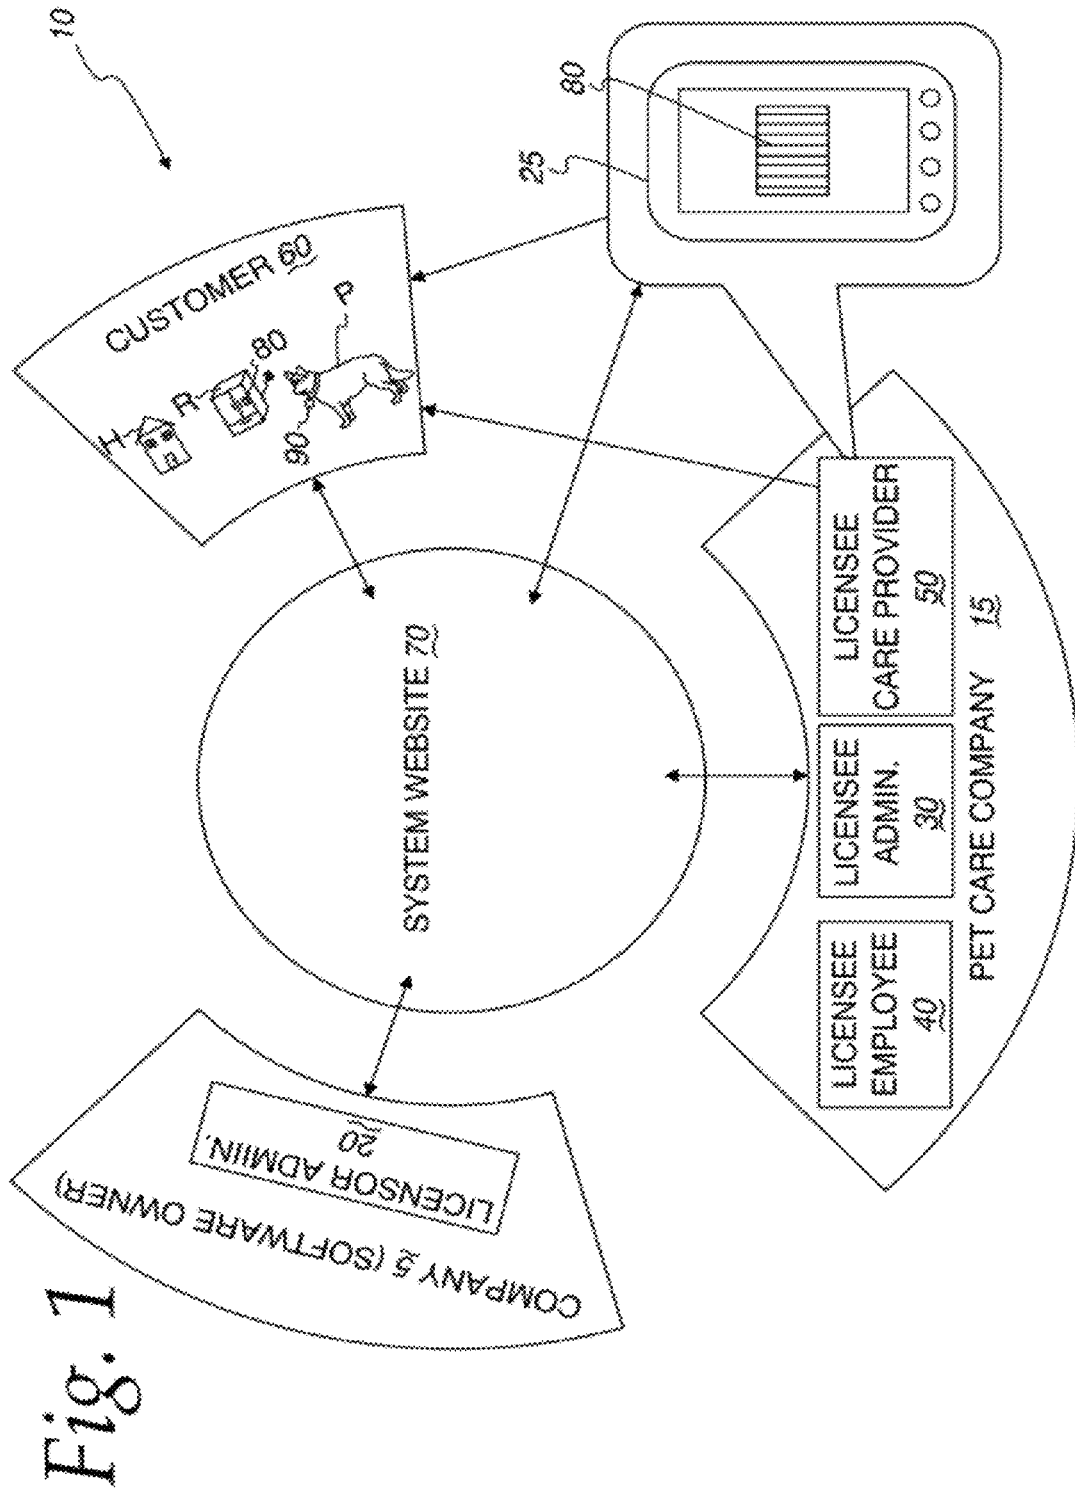 Fig. 1
10
COMPANY 5 (SOFTWARE OWNER)
LICENSOR ADMIIN.
20
SYSTEM WEBSITE 70
CUSTOMER 60
H
R
80
90
P
25
80
LICENSEE
EMPLOYEE
40
LICENSEE
ADMIN.
30
LICENSEE
CARE PROVIDER
50
PET CARE COMPANY 15